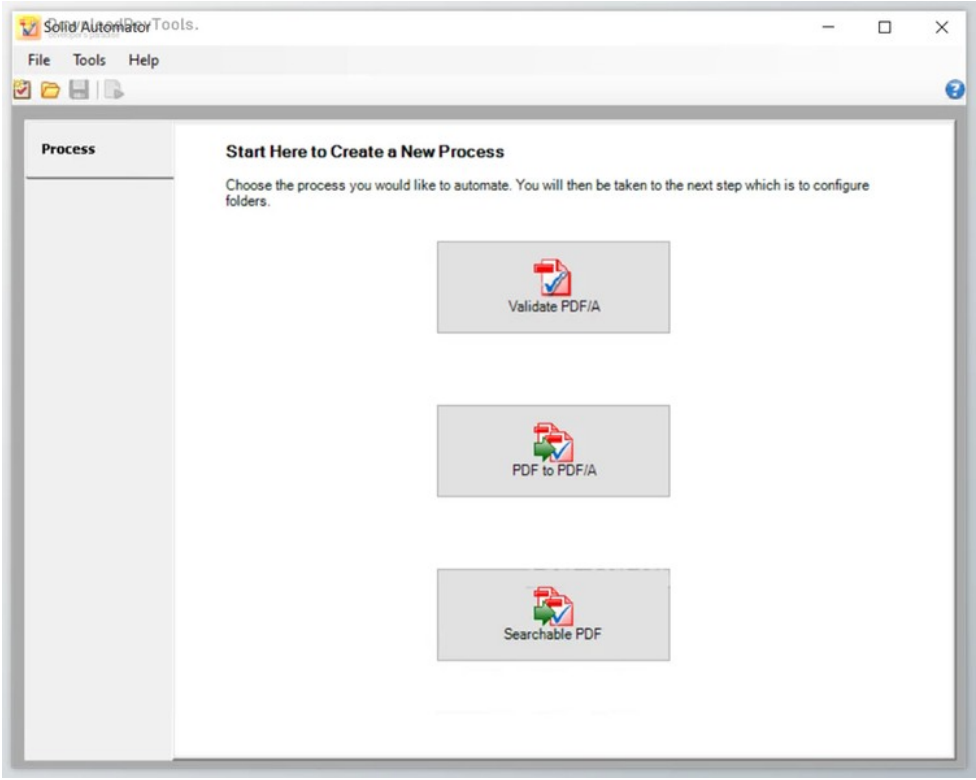 Solid Automator
DownloadDevTools.
File Tools Help
Process
Start Here to Create a New Process
Choose the process you would like to automate. You will then be taken to the next step which is to configure
folders.
Validate PDF/A
PDF to PDF/A
Searchable PDF